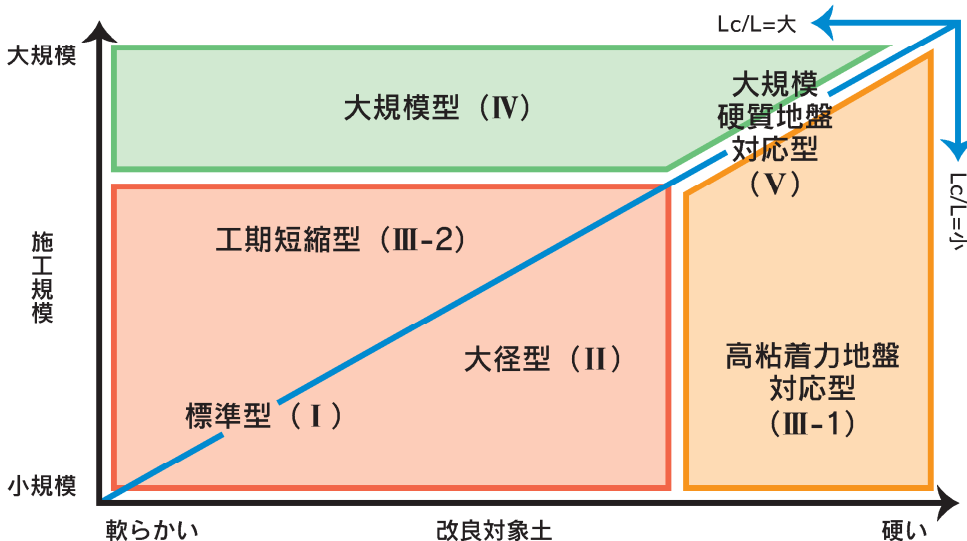 Lc/L=大
大規模
大規模型（Ⅳ）
大規模
硬質地盤
対応型
（Ⅴ）
Lc/L=小
施工規模
工期短縮型（Ⅲ-2）
大径型（Ⅱ）
標準型（Ⅰ）
高粘着力地盤
対応型
（Ⅲ-1）
小規模
軟らかい
改良対象土
硬い